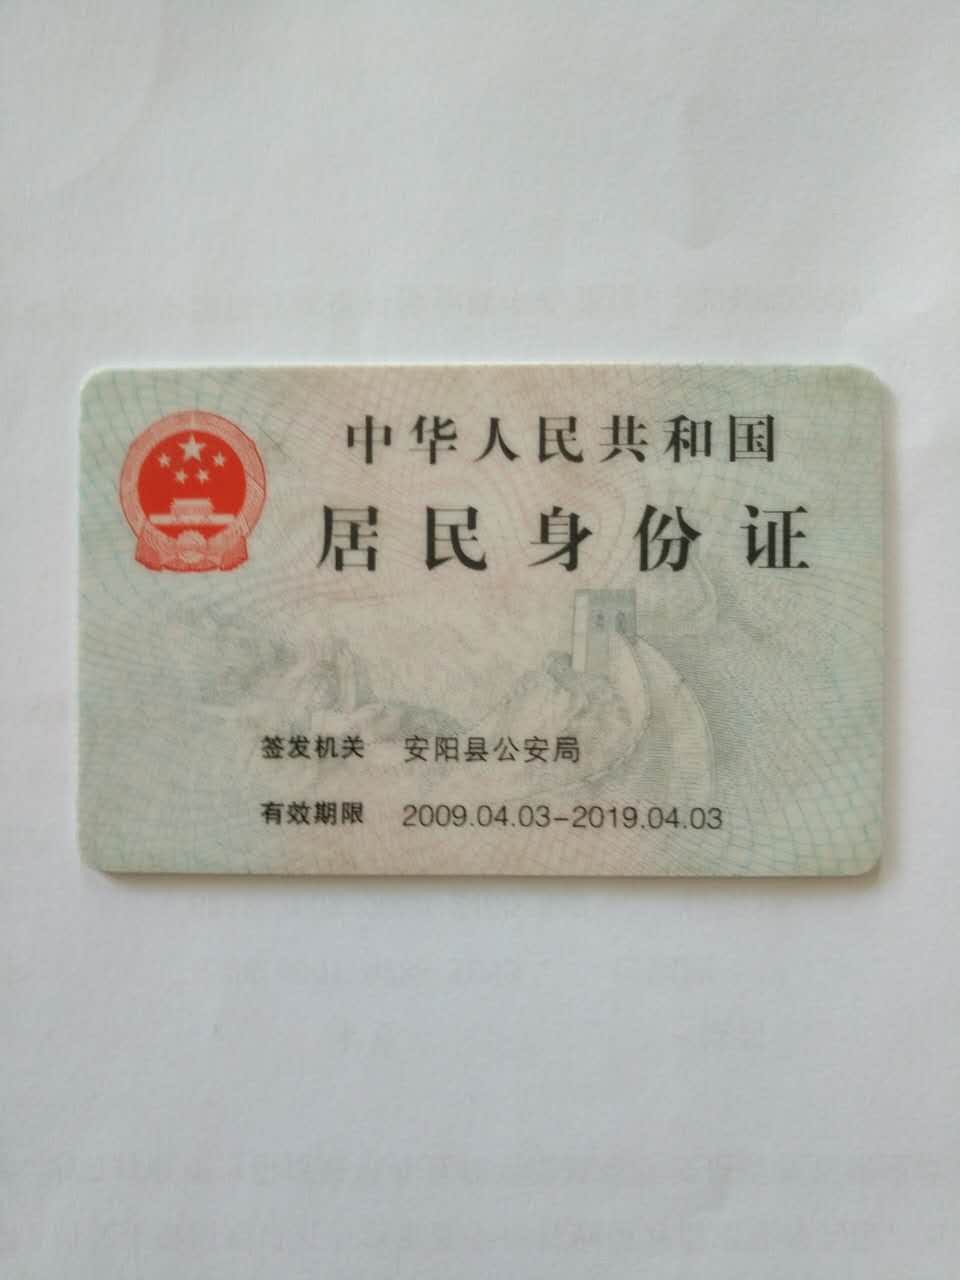 中华人民共和国
居民身份证
签发机关 安阳县公安局
有效期限 2009.04.03-2019.04.03